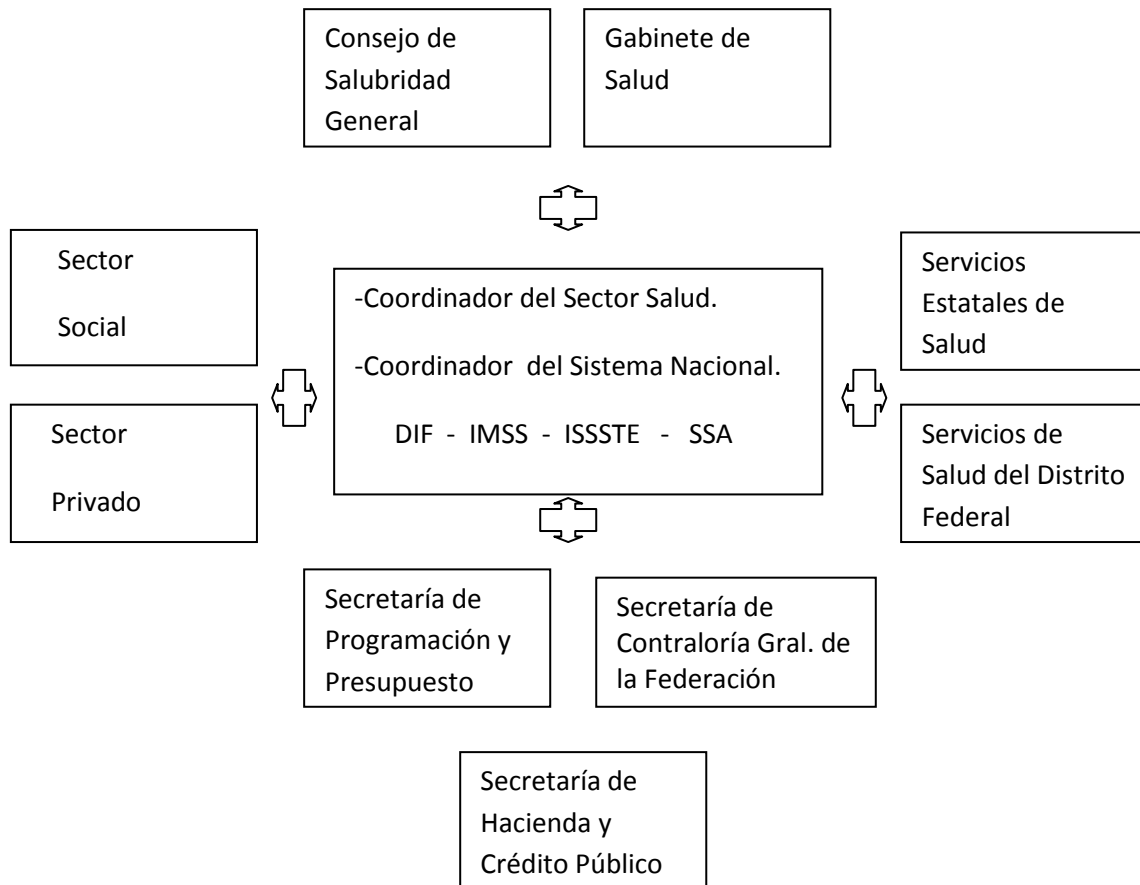 Consejo de
Salubridad
General
Gabinete de
Salud
Sector
Social
-Coordinador del Sector Salud.
-Coordinador del Sistema Nacional.
DIF - IMSS - ISSSTE - SSA
Servicios
Estatales de
Salud
Sector
Privado
Servicios de
Salud del Distrito
Federal
Secretaría de
Programación y
Presupuesto
Secretaría de
Contraloría Gral. de
la Federación
Secretaría de
Hacienda y
Crédito Público